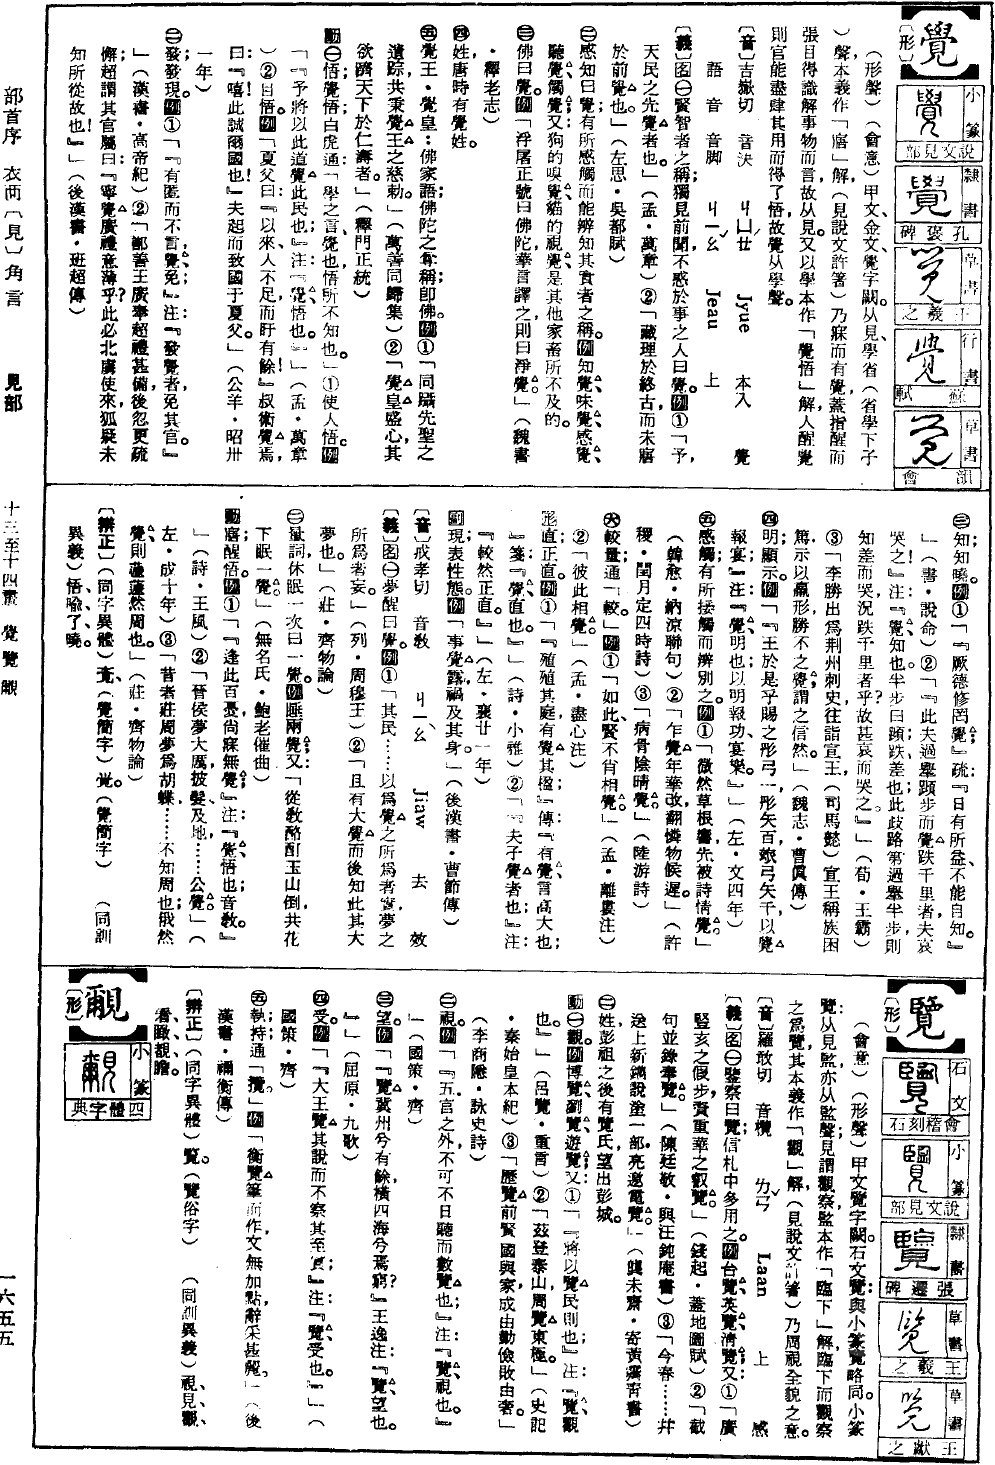 覺
〔形〕
小篆
說文見部
隸書
孔褒碑
草書
王羲之
行書
蘇軾
草書
韻會
（形聲）（會意）甲文、金文、覺字闕。从見、學省（省學下子
）聲，本義作「寤」解，（見說文許箸）乃寐而有覺，蓋指醒而
張目得識解事物而言，故从見。又以學本作「覺悟」解，人醒覺
則官能盡肆其用而得了悟，故覺从學聲。
〔音〕吉嶽切 音決 ㄐㄩㄝ Jyue 本入 覺
語音 音脚 ㄐㄧㄠˇ Jeau 上
〔義〕名㊀賢智者之稱，獨見前聞、不惑於事之人曰覺。例①「予，
天民之先覺者也。」（孟・萬章）②「藏理於終古，而未寤
於前覺也。」（左思・吳都賦）
㊁感知曰覺，有所感觸而能辨知其實者之稱。例知覺、味覺、感覺、
聽覺、觸覺；又狗的嗅覺，貓的視覺，是其他家畜所不及的。
㊂佛曰覺。例「浮屠正號曰佛陀，華言譯之則曰淨覺。」（魏書
・釋老志）
㊃姓，唐時有覺姓。
㊄覺王・覺皇：佛家語，佛陀之尊稱，即佛。例①「同躡先聖之
遺踪，共秉覺王之慈勅。」（萬善同歸集）②「覺皇盛心，其
欲濟天下於仁壽者。」（釋門正統）
動㊀悟，覺悟；白虎通「學之言，覺也，悟所不知也。」①使人悟。例
「『予將以此道覺此民也。』注：『覺，悟也。』」（孟・萬章
）②自悟。例「夏父曰：『以來！人不足而盱有餘。』叔術覺焉，
曰：『嘻！此誠爾國也！』夫起而致國于夏父。」（公羊・昭卅
一年）
㊁發，發現。例①「『有匿而不言，覺，免。』注：『發覺者，免其官。』
」（漢書・高帝紀）②「鄯善王廣奉超禮甚備，後忽更疏
懈，超謂其官屬曰：『寧覺廣禮意薄乎？此必北虜使來，狐疑未
知所從故也！』」（後漢書・班超傳）
㊂知，知曉。例①「『厥德修罔覺。』疏：『日有所益，不能自知。』
」（書・說命）②「『此夫過舉蹞步而覺跌千里者，夫哀
哭之！』注：『覺，知也。半步曰蹞，跌，差也；此歧路第過舉半步，則
知差而哭，況跌千里者乎？故甚哀而哭之。』」（荀・王霸）
③「李勝出爲荊州刺史，往詣宣王，（司馬懿）宣王稱疾困
篤，示以羸形，勝不之覺，謂之信然。」（魏志・曹眞傳）
㊃明，顯示。例「『王於是乎賜之彤弓一，彤矢百，玈弓矢千，以覺
報宴。』注：『覺，明也；以明報功宴樂。』」（左・文四年）
㊄感觸；有所接觸而辨別之。例①「微然草根響，先被詩情覺。」
（韓愈・納涼聯句）②「乍覺年華改，翻憐物候遲。」（許
稷・閏月定四時詩）③「病骨陰晴覺。」（陸游詩）
㊅較量；通「較」。例①「如此，賢不肖相覺。」（孟・離婁注）
②「彼此相覺。」（孟・盡心注）
形直，正直。例①「『殖殖其庭，有覺其楹。』傳：『有覺，言高大也；
』箋：『覺，直也。』」（詩・小雅）②「『夫子覺者也。』注：
『較然正直。』」（左・襄廿一年）
副現。表性態。例「事覺露，禍及其身。」（後漢書・曹節傳）
〔音〕戎孝切 音敎 ㄐㄧㄠˋ Jiaw 去 效
〔義〕名㊀夢醒曰覺。例①「其民……以爲覺之所爲者實，夢之
所爲者妄。」（列・周穆王）②「且有大覺而後知此其大
夢也。」（莊・齊物論）
㊁量詞，休眠一次曰一覺。例睡兩覺；又「從敎酩酊玉山倒，共花
下眠一覺。」（無名氏・鮑老催曲）
動寤，醒，悟。例①「『逢此百憂，尙寐無覺。』注：『覺，悟也，音敎。』
」（詩・王風）②「晉侯夢大厲，披髮及地，……公覺。」（
左・成十年）③「昔者莊周夢爲胡蝶，……不知周也；俄然
覺，則蘧蘧然周也。」（莊・齊物論）
〔辨正〕（同字異體）斍，（覺簡字）覚，（覺簡字） （同訓
異義）悟、喩、了、曉。
覽
〔形〕
石文
會稽刻石
小篆
說文見部
隸書
張遷碑
草書
王羲之
草書
王獻之
（會意）（形聲）甲文覽字闕，石文覽；與小篆覽略同。小篆
覽从見監，亦从監聲；見謂觀察，監本作「臨下」解，臨下而觀察
之爲覽，其本義作「觀」解，（見說文許箸）乃周視全貌之意。
〔音〕羅敢切 音欖 ㄌㄢˇ Laan 上 感
〔義〕名㊀鑒察曰覽，信札中多用之。例台覽、英覽、清覽；又①「廣
豎亥之假步，賚重華之叡覽。」（錢起・蓋地圖賦）②「截
句並錄奉覽。」（陳廷敬・與汪鈍庵書）③「今春……幷
送上新鐫說鈴一部，亮邀電覽。」（龔未齋・寄黃溍齊書）
㊁姓，彭祖之後有覽氏，望出彭城。
動㊀觀。例博覽、劉覽、遊覽；又①「『將以覽民則也。』注：『覽，觀
也。』」（呂覽・重言）②「茲登泰山，周覽東極。」（史記
・秦始皇本紀）③「歷覽前賢國與家，成由勤儉敗由奢。」
（李商隱・詠史詩）
㊁視。例「『五言之外，不可不日聽而數覽也；』注：『覽，視也。』
」（國策・齊）
㊂望。例「『覽冀州兮有餘，橫四海兮焉窮？』王逸注：『覽，望也。
』」（屈原・九歌）
㊃受。例「『大王覽其說，而不察其至實。』注：『覽，受也。』」（
國策・齊）
㊄執持；通「攬」。例「衡覽筆而作，文無加點，辭采甚麗。」（後
漢書・禰衡傳）
〔辨正〕（同字異體）覧。（覽俗字） （同訓異義）視、見、觀、
看、瞰、覩、瞻。
覼
〔形〕
小篆
四體字典
部首序 衣襾〔見〕角言 見部 十三至十四畫 覺覽覼 一六五五